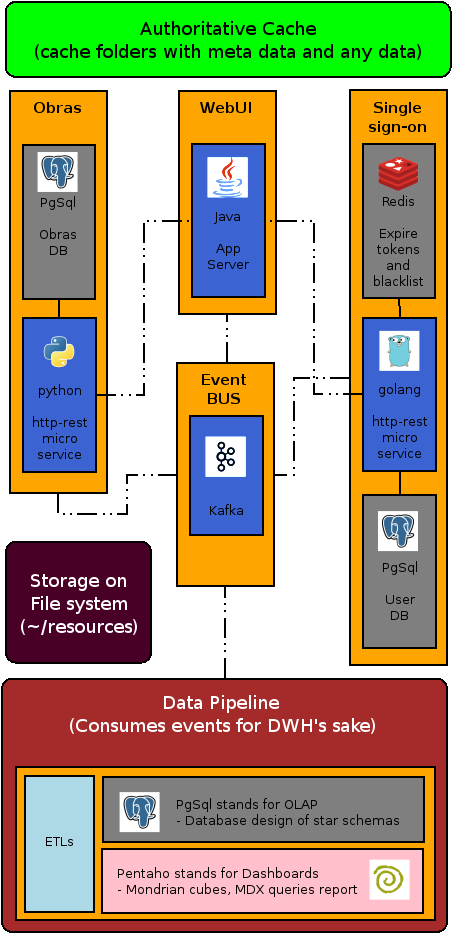 Authoritative Cache
(cache folders with meta data and any data)
Obras
PgSql
Obras
DB
python
http-rest
micro
service
WebUI
Java
App
Server
Event
BUS
Kafka
Single
sign-on
Redis
Expire
tokens
and
blacklist
golang
http-rest
micro
service
PgSql
User
DB
Storage on
File system
(~/resources)
Data Pipeline
(Consumes events for DWH's sake)
ETLs
PgSql stands for OLAP
- Database design of star schemas
Pentaho stands for Dashboards
- Mondrian cubes, MDX queries report